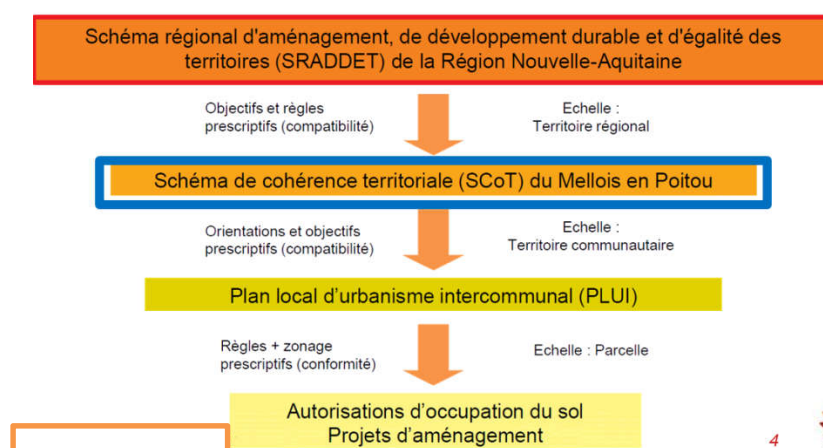 Schéma régional d'aménagement, de développement durable et d'égalité des
territoires (SRADDET) de la Région Nouvelle-Aquitaine
Objectifs et règles
prescriptifs (compatibilité)
Echelle :
Territoire régional
Schéma de cohérence territoriale (SCoT) du Mellois en Poitou
Orientations et objectifs
prescriptifs (compatibilité)
Echelle :
Territoire communautaire
Plan local d'urbanisme intercommunal (PLUI)
Règles + zonage
prescriptifs (conformité)
Echelle : Parcelle
Autorisations d'occupation du sol
Projets d'aménagement
4